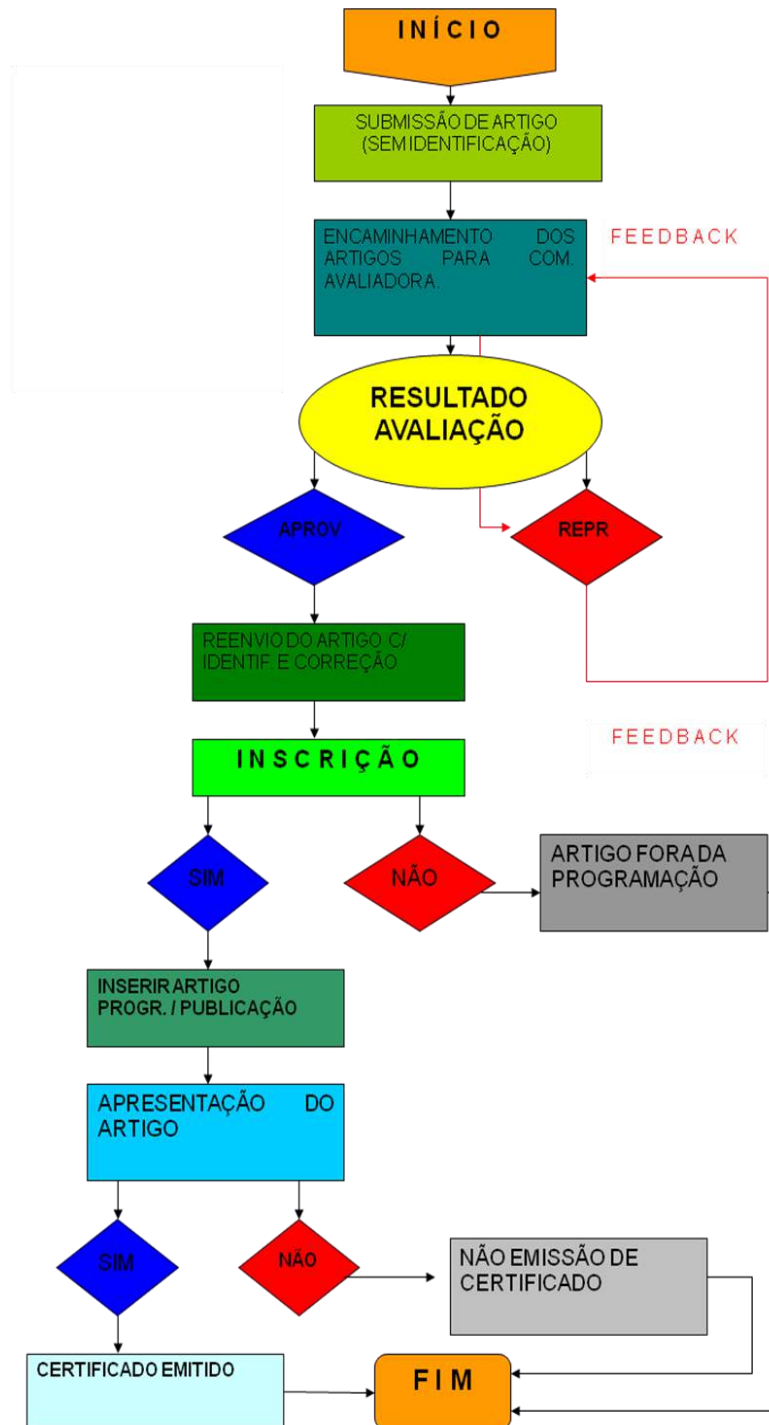 INÍCIO
SUBMISSÃO DE ARTIGO
(SEM IDENTIFICAÇÃO)
ENCAMINHAMENTO DOS
ARTIGOS PARA COM.
AVALIADORA.
FEEDBACK
RESULTADO
AVALIAÇÃO
APROV
REPR
REENVIO DO ARTIGO C/
IDENTIF. E CORREÇÃO
FEEDBACK
INSCRIÇÃO
SIM
NÃO
ARTIGO FORA DA
PROGRAMAÇÃO
INSERIR ARTIGO
PROGR. / PUBLICAÇÃO
APRESENTAÇÃO DO
ARTIGO
SIM
NÃO
NÃO EMISSÃO DE
CERTIFICADO
CERTIFICADO EMITIDO
FIM